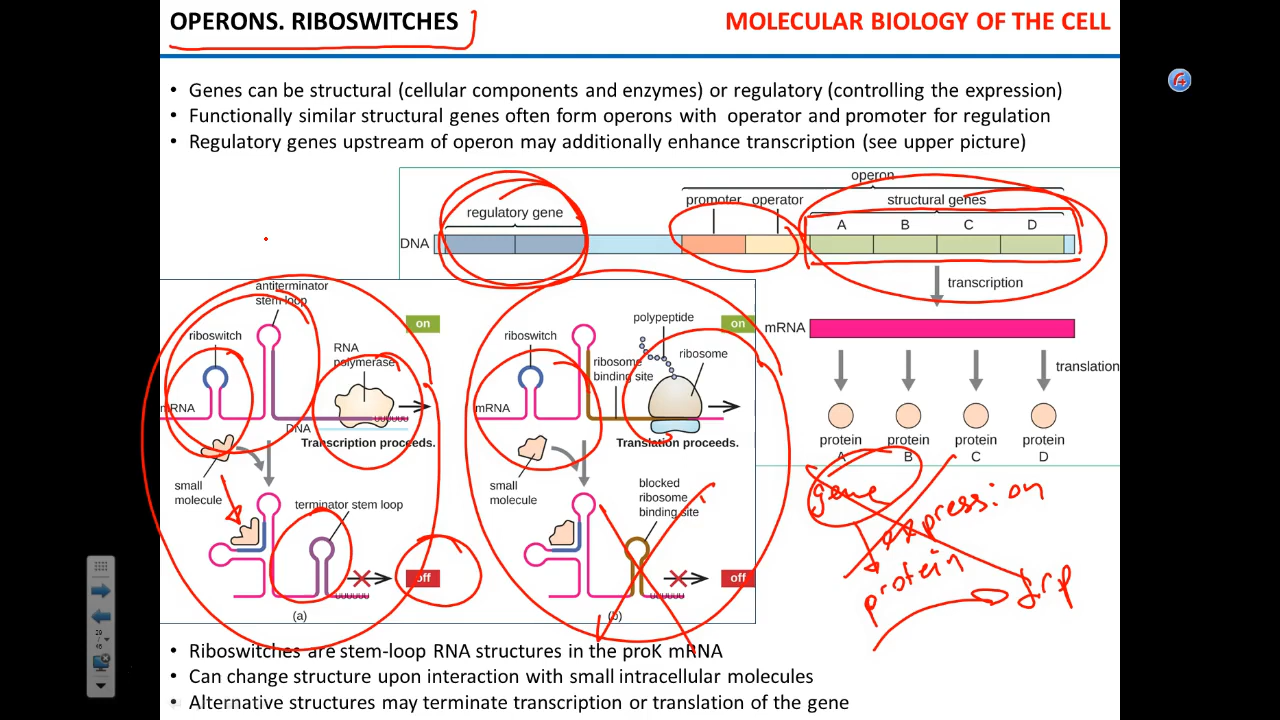 OPERONS. RIBOSWITCHES
MOLECULAR BIOLOGY OF THE CELL
• Genes can be structural (cellular components and enzymes) or regulatory (controlling the expression)
• Functionally similar structural genes often form operons with operator and promoter for regulation
• Regulatory genes upstream of operon may additionally enhance transcription (see upper picture)
operon
regulatory gene
promoter operator
structural genes
A B C D
DNA
transcription
mRNA
translation
protein A
protein B
protein C
protein D
antiterminator
stem loop
riboswitch
on
RNA
polymerase
mRNA
DNA
Transcription proceeds.
small
molecule
terminator stem loop
off
(a)
polypeptide
on
riboswitch
ribosome
ribosome
binding site
mRNA
Translation proceeds.
small
molecule
blocked
ribosome
binding site
off
(b)
gene
expression
protein
trp
• Riboswitches are stem-loop RNA structures in the proK mRNA
• Can change structure upon interaction with small intracellular molecules
• Alternative structures may terminate transcription or translation of the gene